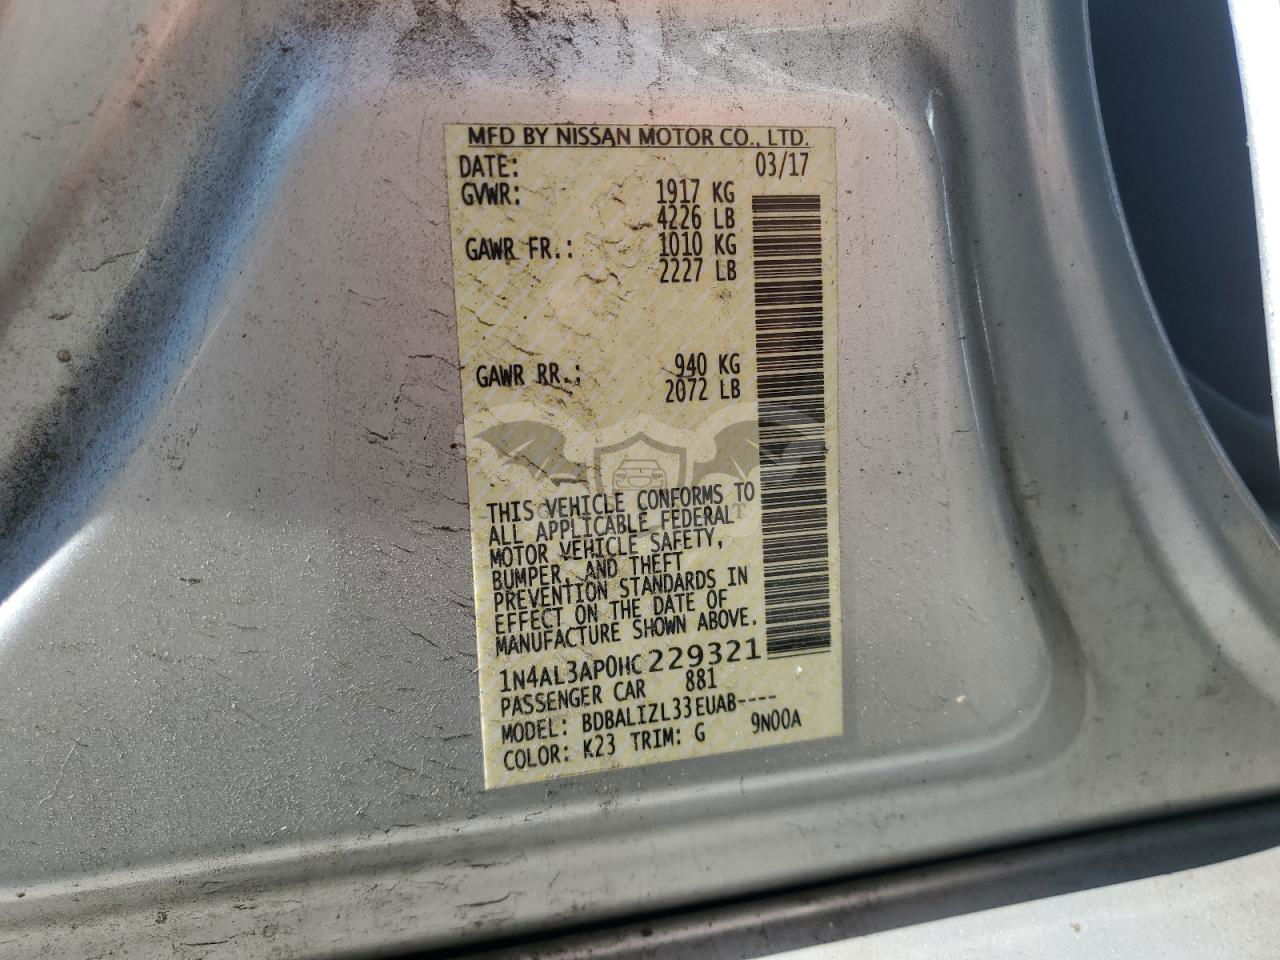 MFD BY NISSAN MOTOR CO., LTD.
DATE: 03/17
GVWR: 1917 KG
4226 LB
GAWR FR.: 1010 KG
2227 LB
GAWR RR.: 940 KG
2072 LB
THIS VEHICLE CONFORMS TO
ALL APPLICABLE FEDERAL
MOTOR VEHICLE SAFETY,
BUMPER, AND THEFT
PREVENTION STANDARDS IN
EFFECT ON THE DATE OF
MANUFACTURE SHOWN ABOVE.
1N4AL3AP0HC229321
PASSENGER CAR 881
MODEL: BDBALIZL33EUAB----
COLOR: K23 TRIM: G 9N00A